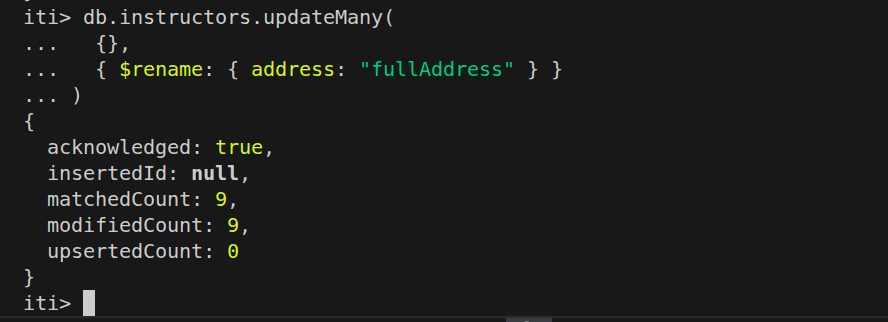 iti> db.instructors.updateMany(
...   {},
...   { $rename: { address: "fullAddress" } }
... )
{
  acknowledged: true,
  insertedId: null,
  matchedCount: 9,
  modifiedCount: 9,
  upsertedCount: 0
}
iti>